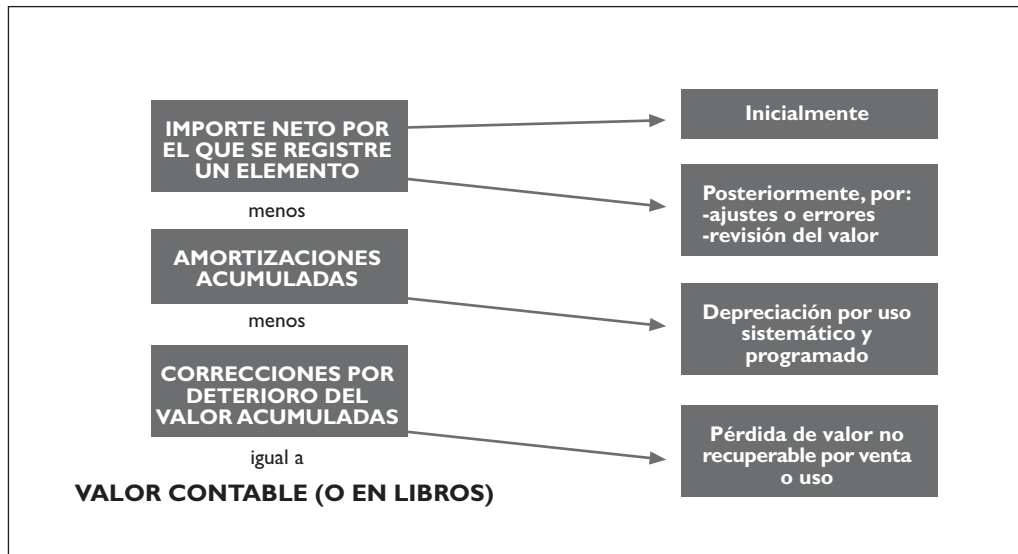 IMPORTE NETO POR
EL QUE SE REGISTRE
UN ELEMENTO
menos
AMORTIZACIONES
ACUMULADAS
menos
CORRECCIONES POR
DETERIORO DEL
VALOR ACUMULADAS
igual a
VALOR CONTABLE (O EN LIBROS)
Inicialmente
Posteriormente, por:
-ajustes o errores
-revisión del valor
Depreciación por uso
sistemático y
programado
Pérdida de valor no
recuperable por venta
o uso